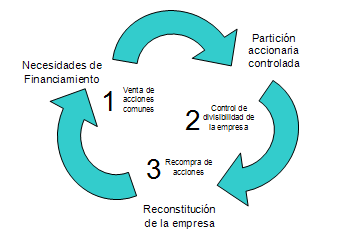 Necesidades de
Financiamiento
Partición
accionaria
controlada
1
Venta de
acciones
comunes
2
Control de
divisibilidad de
la empresa
3
Recompra de
acciones
Reconstitución
de la empresa